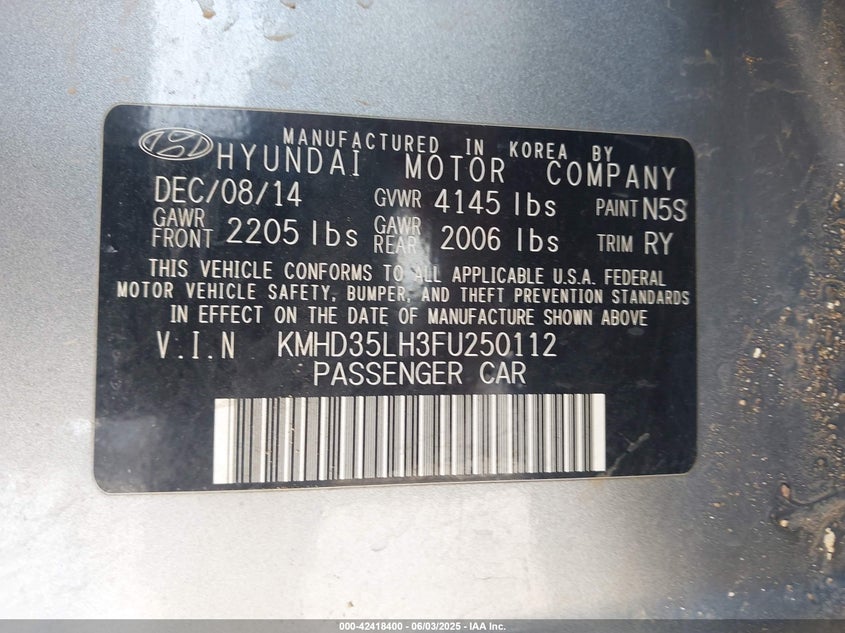 MANUFACTURED IN KOREA BY
HYUNDAI MOTOR COMPANY
DEC/08/14 GVWR 4145 lbs PAINT N5S
GAWR FRONT 2205 lbs GAWR REAR 2006 lbs TRIM RY
THIS VEHICLE CONFORMS TO ALL APPLICABLE U.S.A. FEDERAL
MOTOR VEHICLE SAFETY, BUMPER, AND THEFT PREVENTION STANDARDS
IN EFFECT ON THE DATE OF MANUFACTURE SHOWN ABOVE
V.I.N KMHD35LH3FU250112
PASSENGER CAR
000-42418400 - 06/03/2025 - IAA Inc.